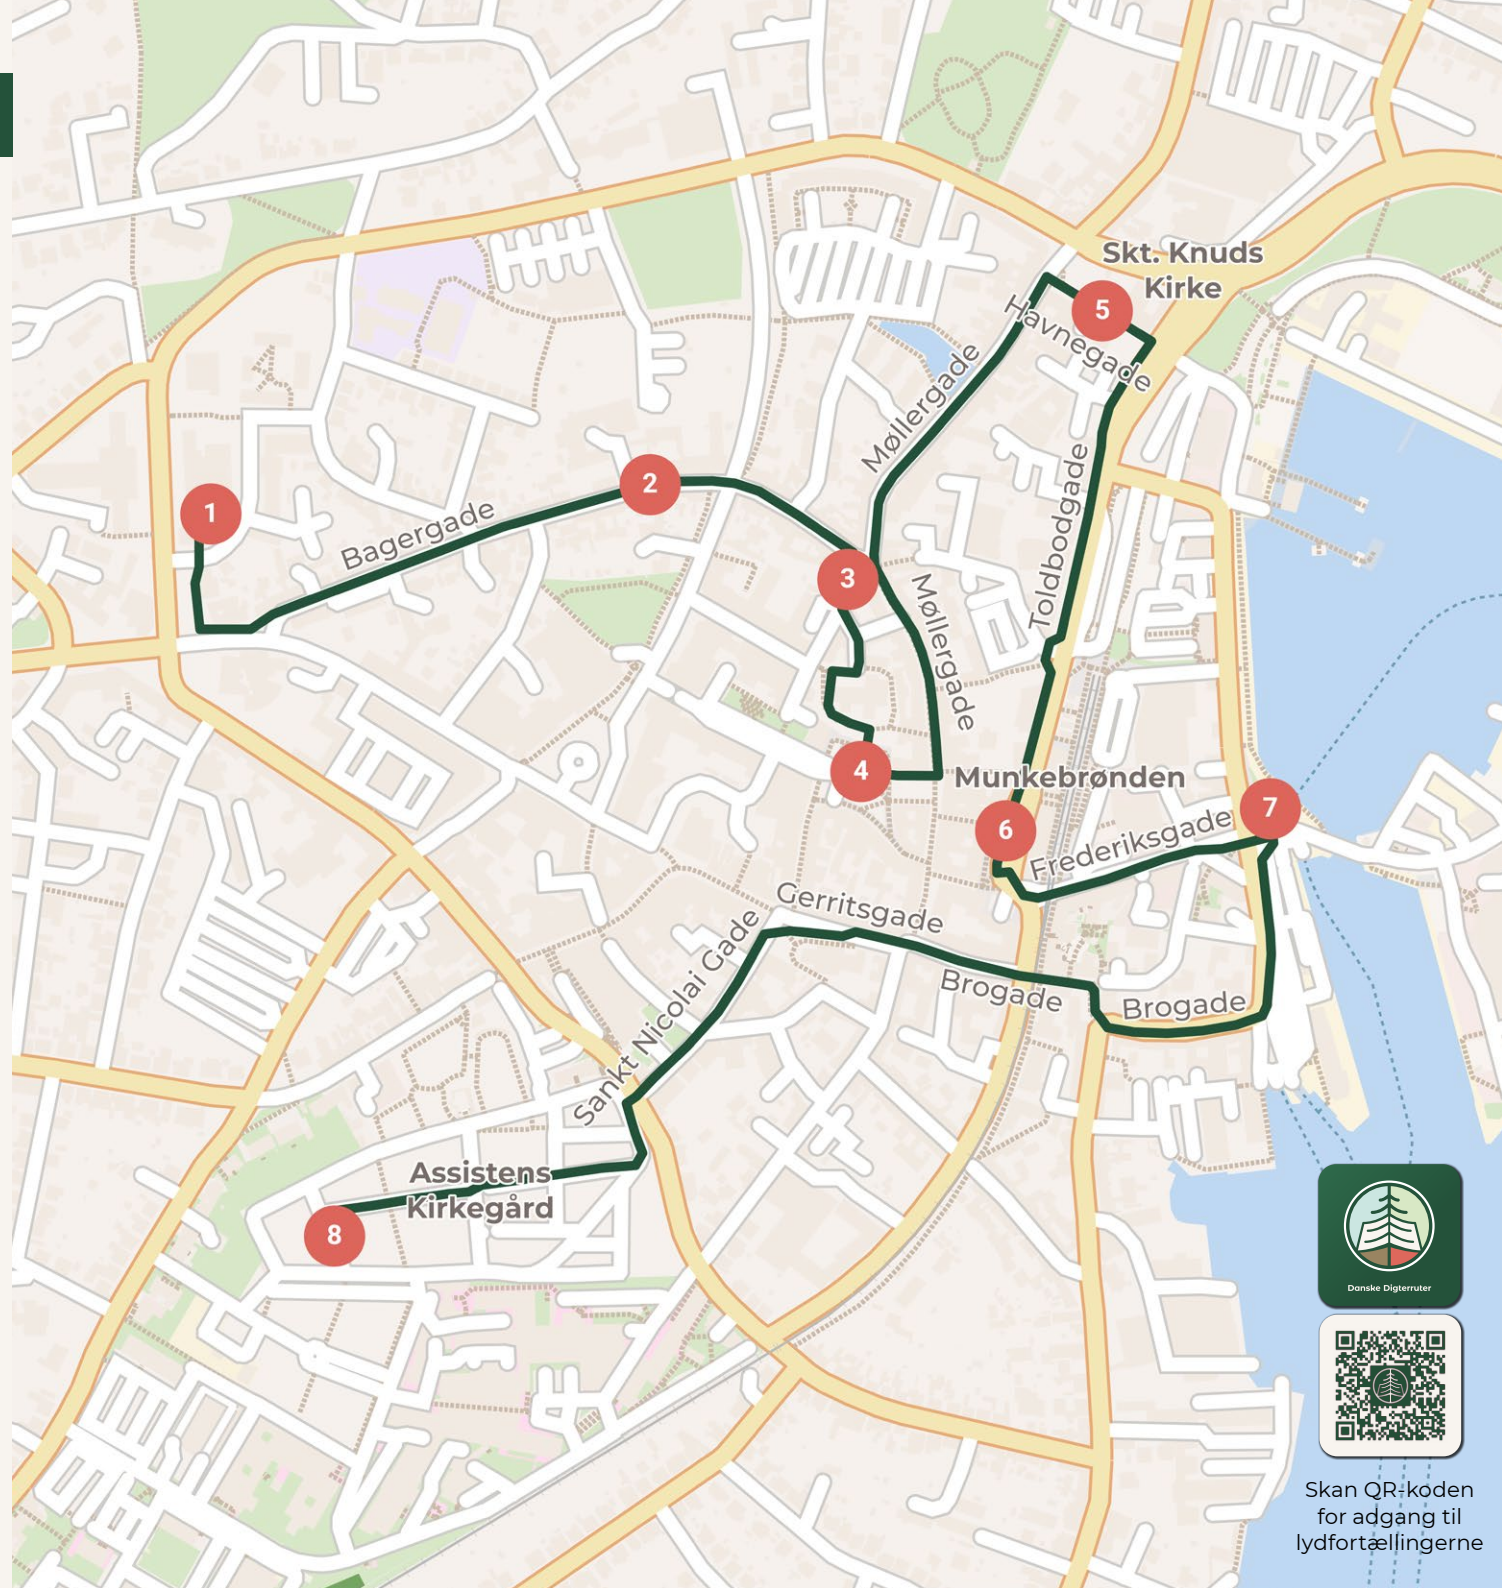 Skt. Knuds
Kirke
5
Havnegade
Møllergade
Toldbodgade
2
1
Bagergade
3
Møllergade
4
Munkebrønden
6
7
Frederiksgade
Gerritsgade
Sankt Nicolai Gade
Brogade
Brogade
Assistens
Kirkegård
8
Danske Digterruter
Skan QR-koden
for adgang til
lydfortællingerne